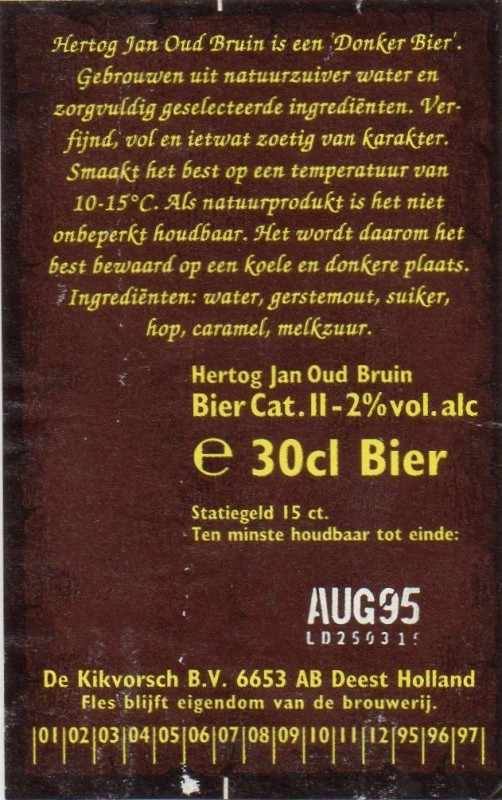 Hertog Jan Oud Bruin is een 'Donker Bier'.
Gebrouwen uit natuurzuiver water en
zorgvuldig geselecteerde ingrediënten. Ver-
fijnd, vol en ietwat zoetig van karakter.
Smaakt het best op een temperatuur van
10-15°C. Als natuurprodukt is het niet
onbeperkt houdbaar. Het wordt daarom het
best bewaard op een koele en donkere plaats.
Ingrediënten: water, gerstemout, suiker,
hop, caramel, melkzuur.
Hertog Jan Oud Bruin
Bier Cat. II - 2% vol. alc
e 30cl Bier
Statiegeld 15 ct.
Ten minste houdbaar tot einde:
AUG95
De Kikvorsch B.V. 6653 AB Deest Holland
Fles blijft eigendom van de brouwerij.
|01|02|03|04|05|06|07|08|09|10|11|12|95|96|97|